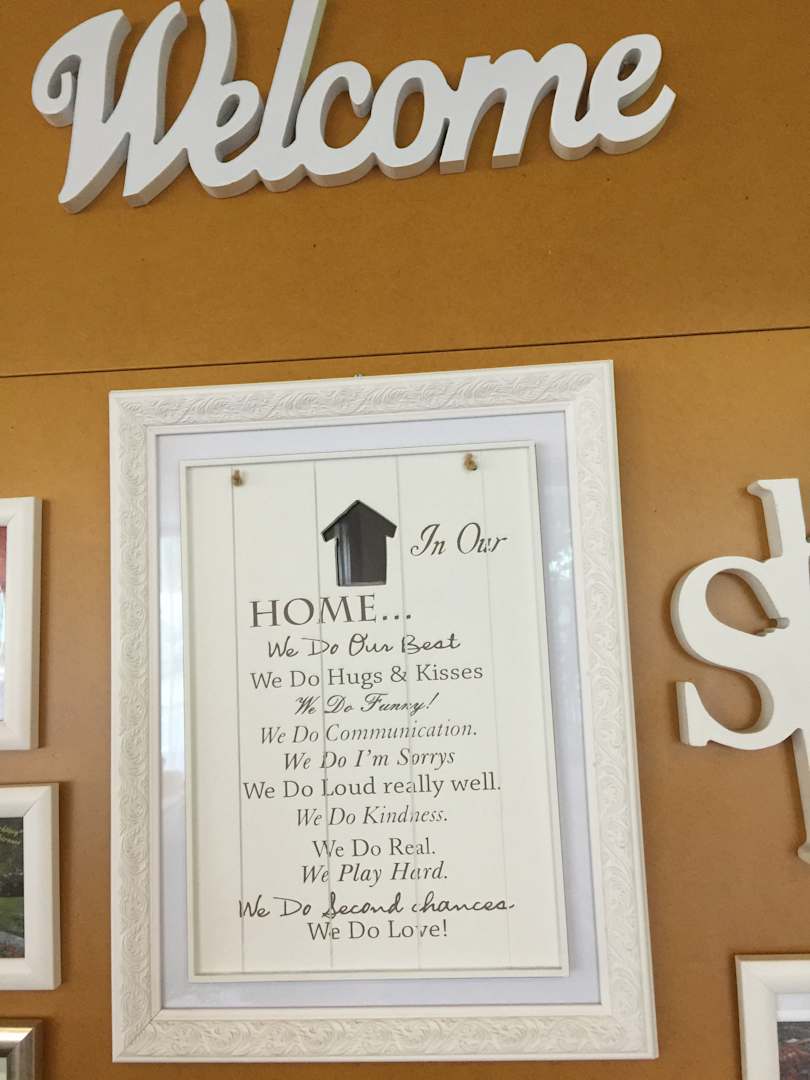 Welcome
In Our
HOME...
We Do Our Best
We Do Hugs & Kisses
We Do Funny!
We Do Communication.
We Do I'm Sorrys
We Do Loud really well.
We Do Kindness.
We Do Real.
We Play Hard.
We Do Second chances.
We Do Love!